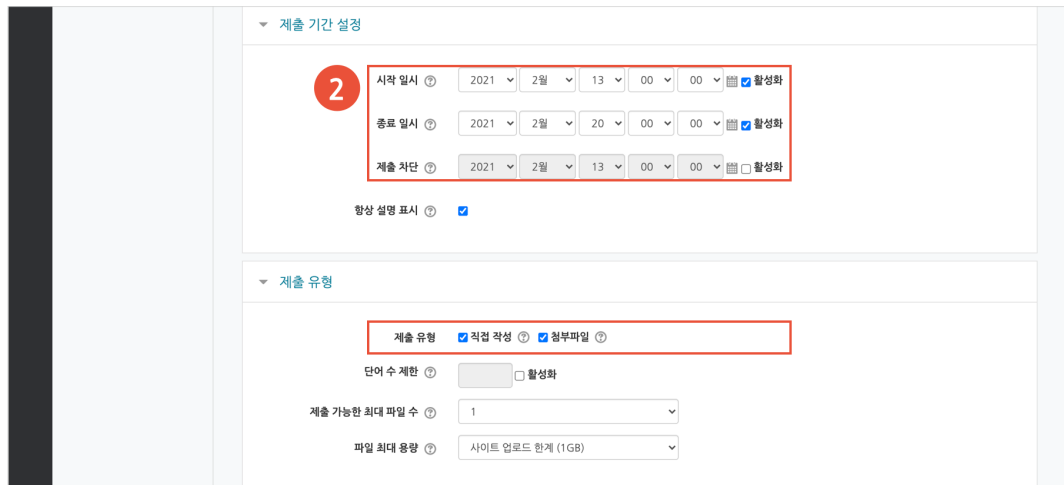 제출 기간 설정
2
시작 일시 2021 2월 13 00 00 활성화
종료 일시 2021 2월 20 00 00 활성화
제출 차단 2021 2월 13 00 00 활성화
항상 설명 표시
제출 유형
제출 유형 직접 작성 첨부파일
단어 수 제한 활성화
제출 가능한 최대 파일 수 1
파일 최대 용량 사이트 업로드 한계 (1GB)